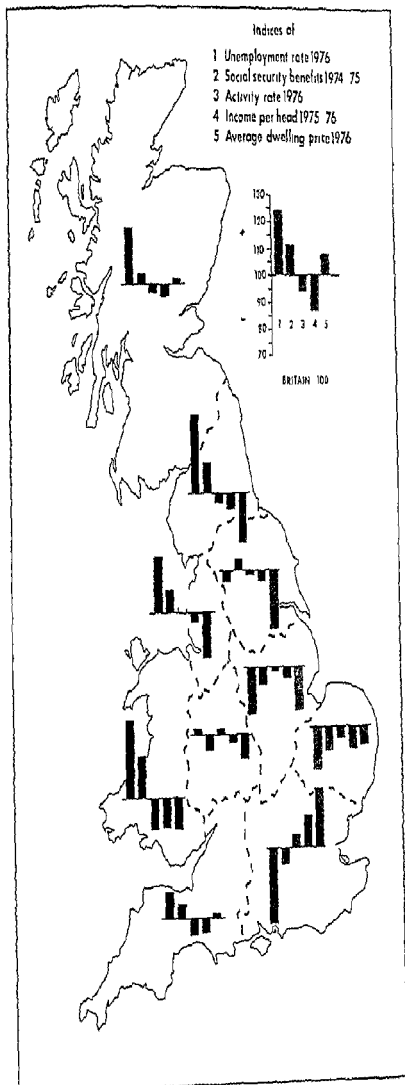 Indices of
1 Unemployment rate 1976
2 Social security benefits 1974 75
3 Activity rate 1976
4 Income per head 1975 76
5 Average dwelling price 1976
130
120
110
100
90
80
70
+
-
1 2 3 4 5
BRITAIN 100